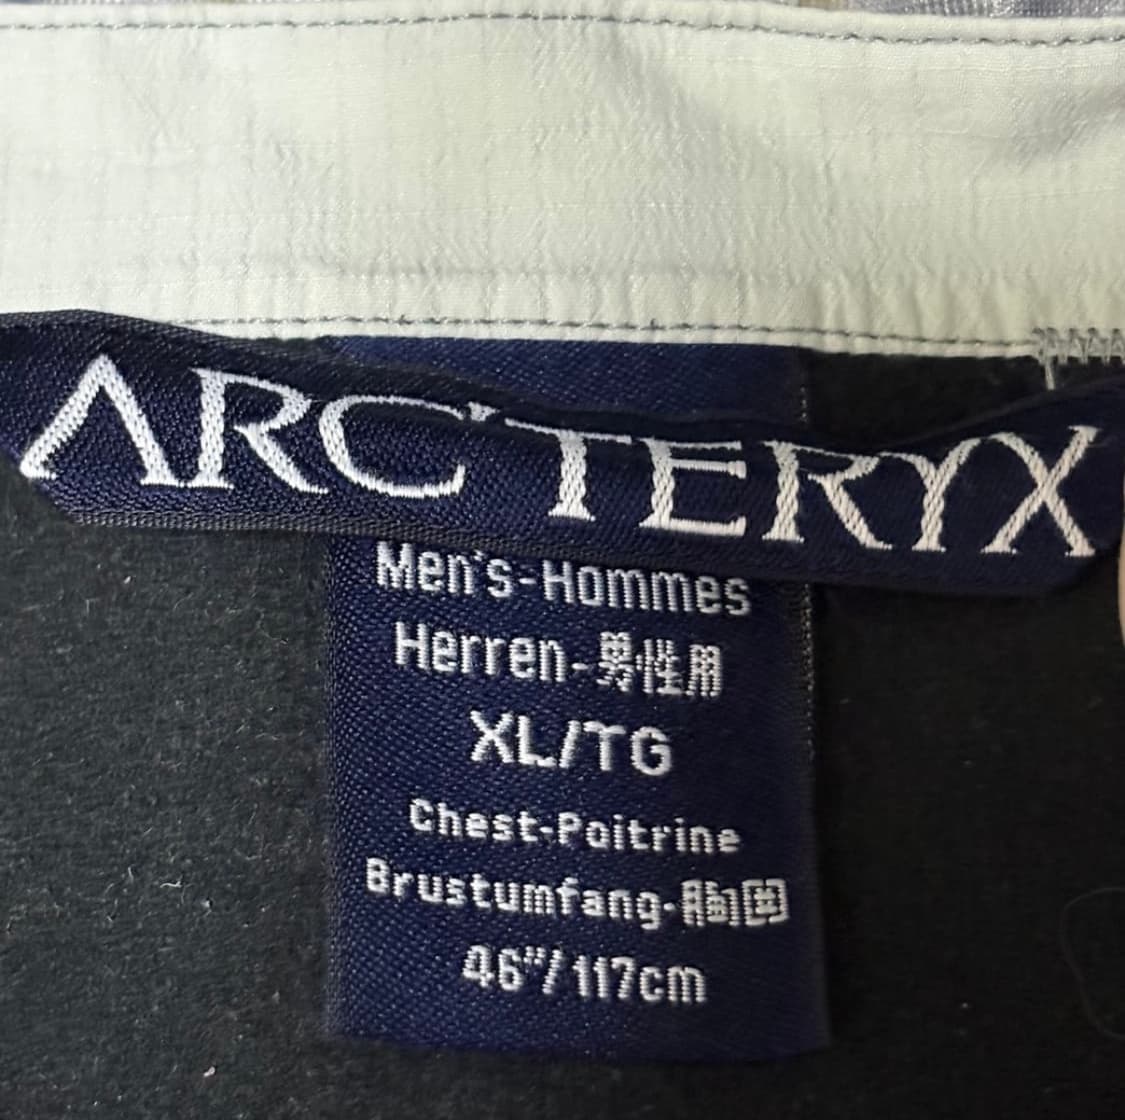 ARC'TERYX
Men's-Hommes
Herren-男性用
XL/TG
Chest-Poitrine
Brustumfang-胸囲
46"/117cm